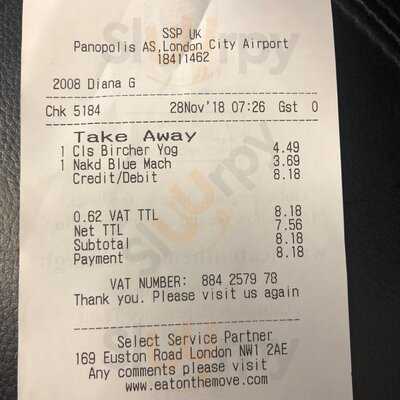 SSP UK
Panopolis AS,London City Airport
18411462
2008 Diana G
Chk 5184 28Nov'18 07:26 Gst 0
Take Away
1 Cls Bircher Yog 4.49
1 Nakd Blue Mach 3.69
Credit/Debit 8.18
0.62 VAT TTL 8.18
Net TTL 7.56
Subtotal 8.18
Payment 8.18
VAT NUMBER: 884 2579 78
Thank you. Please visit us again
Select Service Partner
169 Euston Road London NW1 2AE
Any comments please visit
www.eatonthemove.com
Sluurpy
Sluurpy
Sluurpy